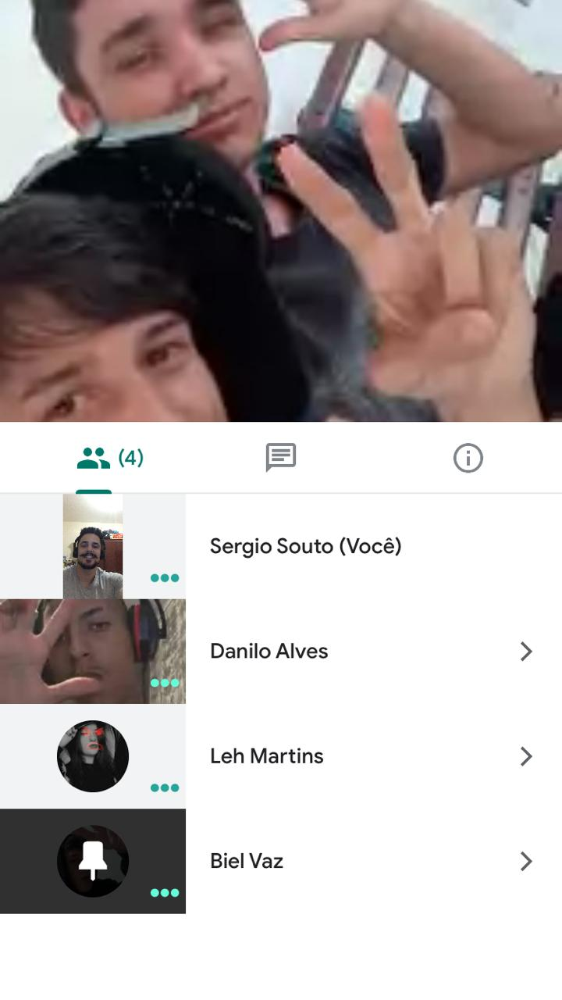 (4)
Sergio Souto (Você)
Danilo Alves
Leh Martins
Biel Vaz